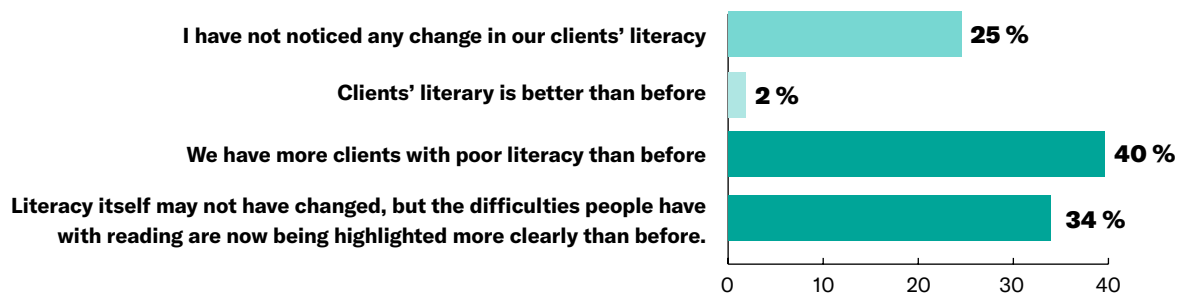 I have not noticed any change in our clients’ literacy
25 %
Clients’ literary is better than before
2 %
We have more clients with poor literacy than before
40 %
Literacy itself may not have changed, but the difficulties people have
with reading are now being highlighted more clearly than before.
34 %
0 10 20 30 40